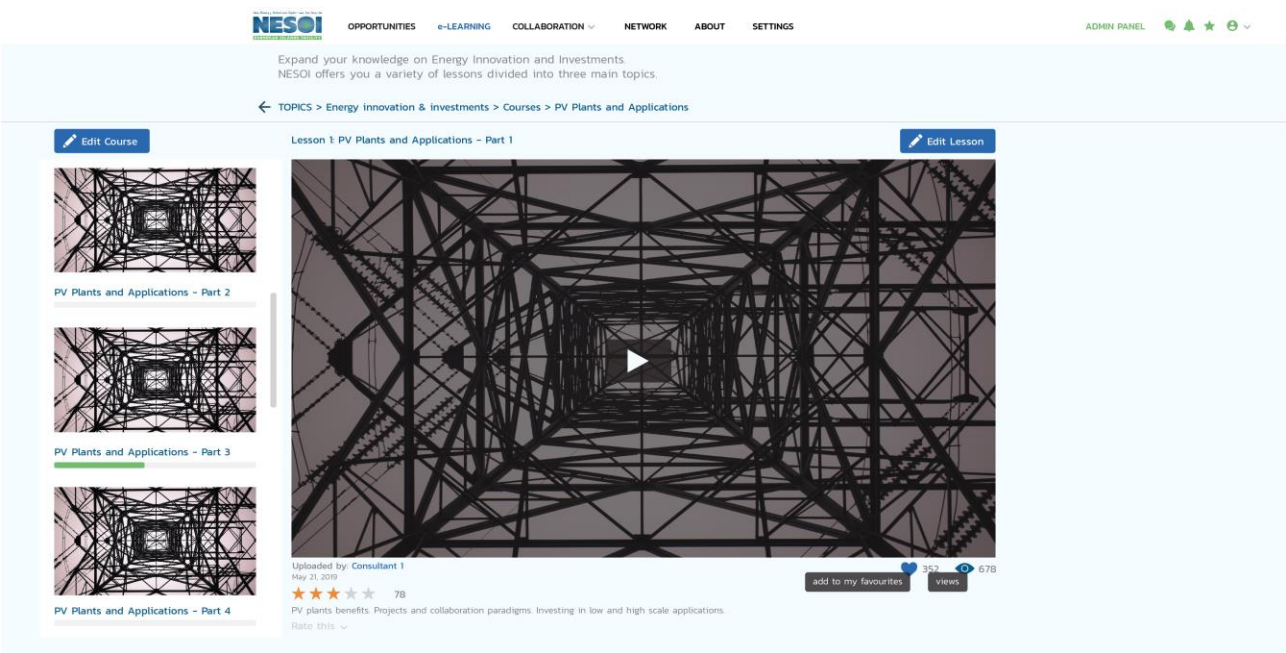 NESOI
EUROPEAN ISLANDS FACILITY
OPPORTUNITIES e-LEARNING COLLABORATION NETWORK ABOUT SETTINGS ADMIN PANEL
Expand your knowledge on Energy Innovation and Investments.
NESOI offers you a variety of lessons divided into three main topics.
TOPICS > Energy innovation & investments > Courses > PV Plants and Applications
Edit Course
Lesson 1: PV Plants and Applications - Part 1
Edit Lesson
PV Plants and Applications - Part 2
PV Plants and Applications - Part 3
PV Plants and Applications - Part 4
Uploaded by: Consultant 1
May 21, 2019
352 678
add to my favourites views
78
PV plants benefits. Projects and collaboration paradigms. Investing in low and high scale applications.
Rate this